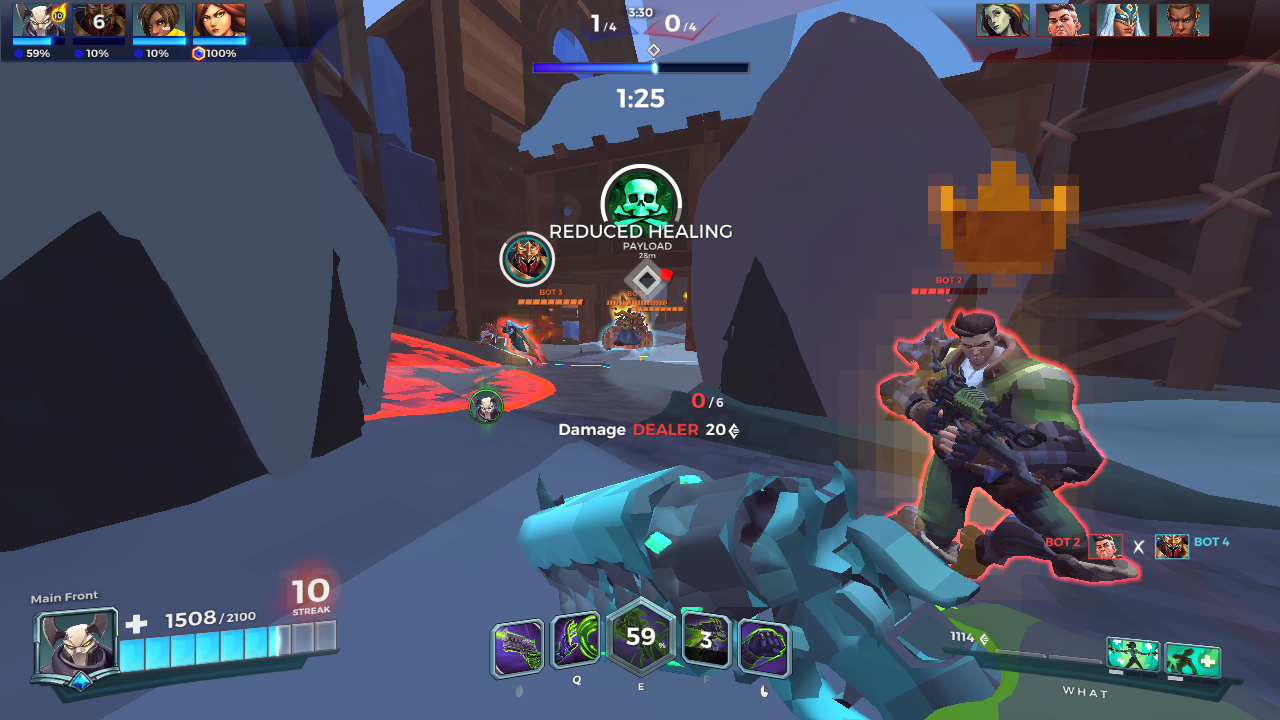 10
6
59%
10%
10%
100%
1/4
3:30
0/4
1:25
REDUCED HEALING
PAYLOAD
28m
BOT 3
BOT 2
0/6
Damage DEALER 20
BOT 2
BOT 4
10
STREAK
Main Front
1508/2100
59%
3
Q
E
F
1114
WHAT